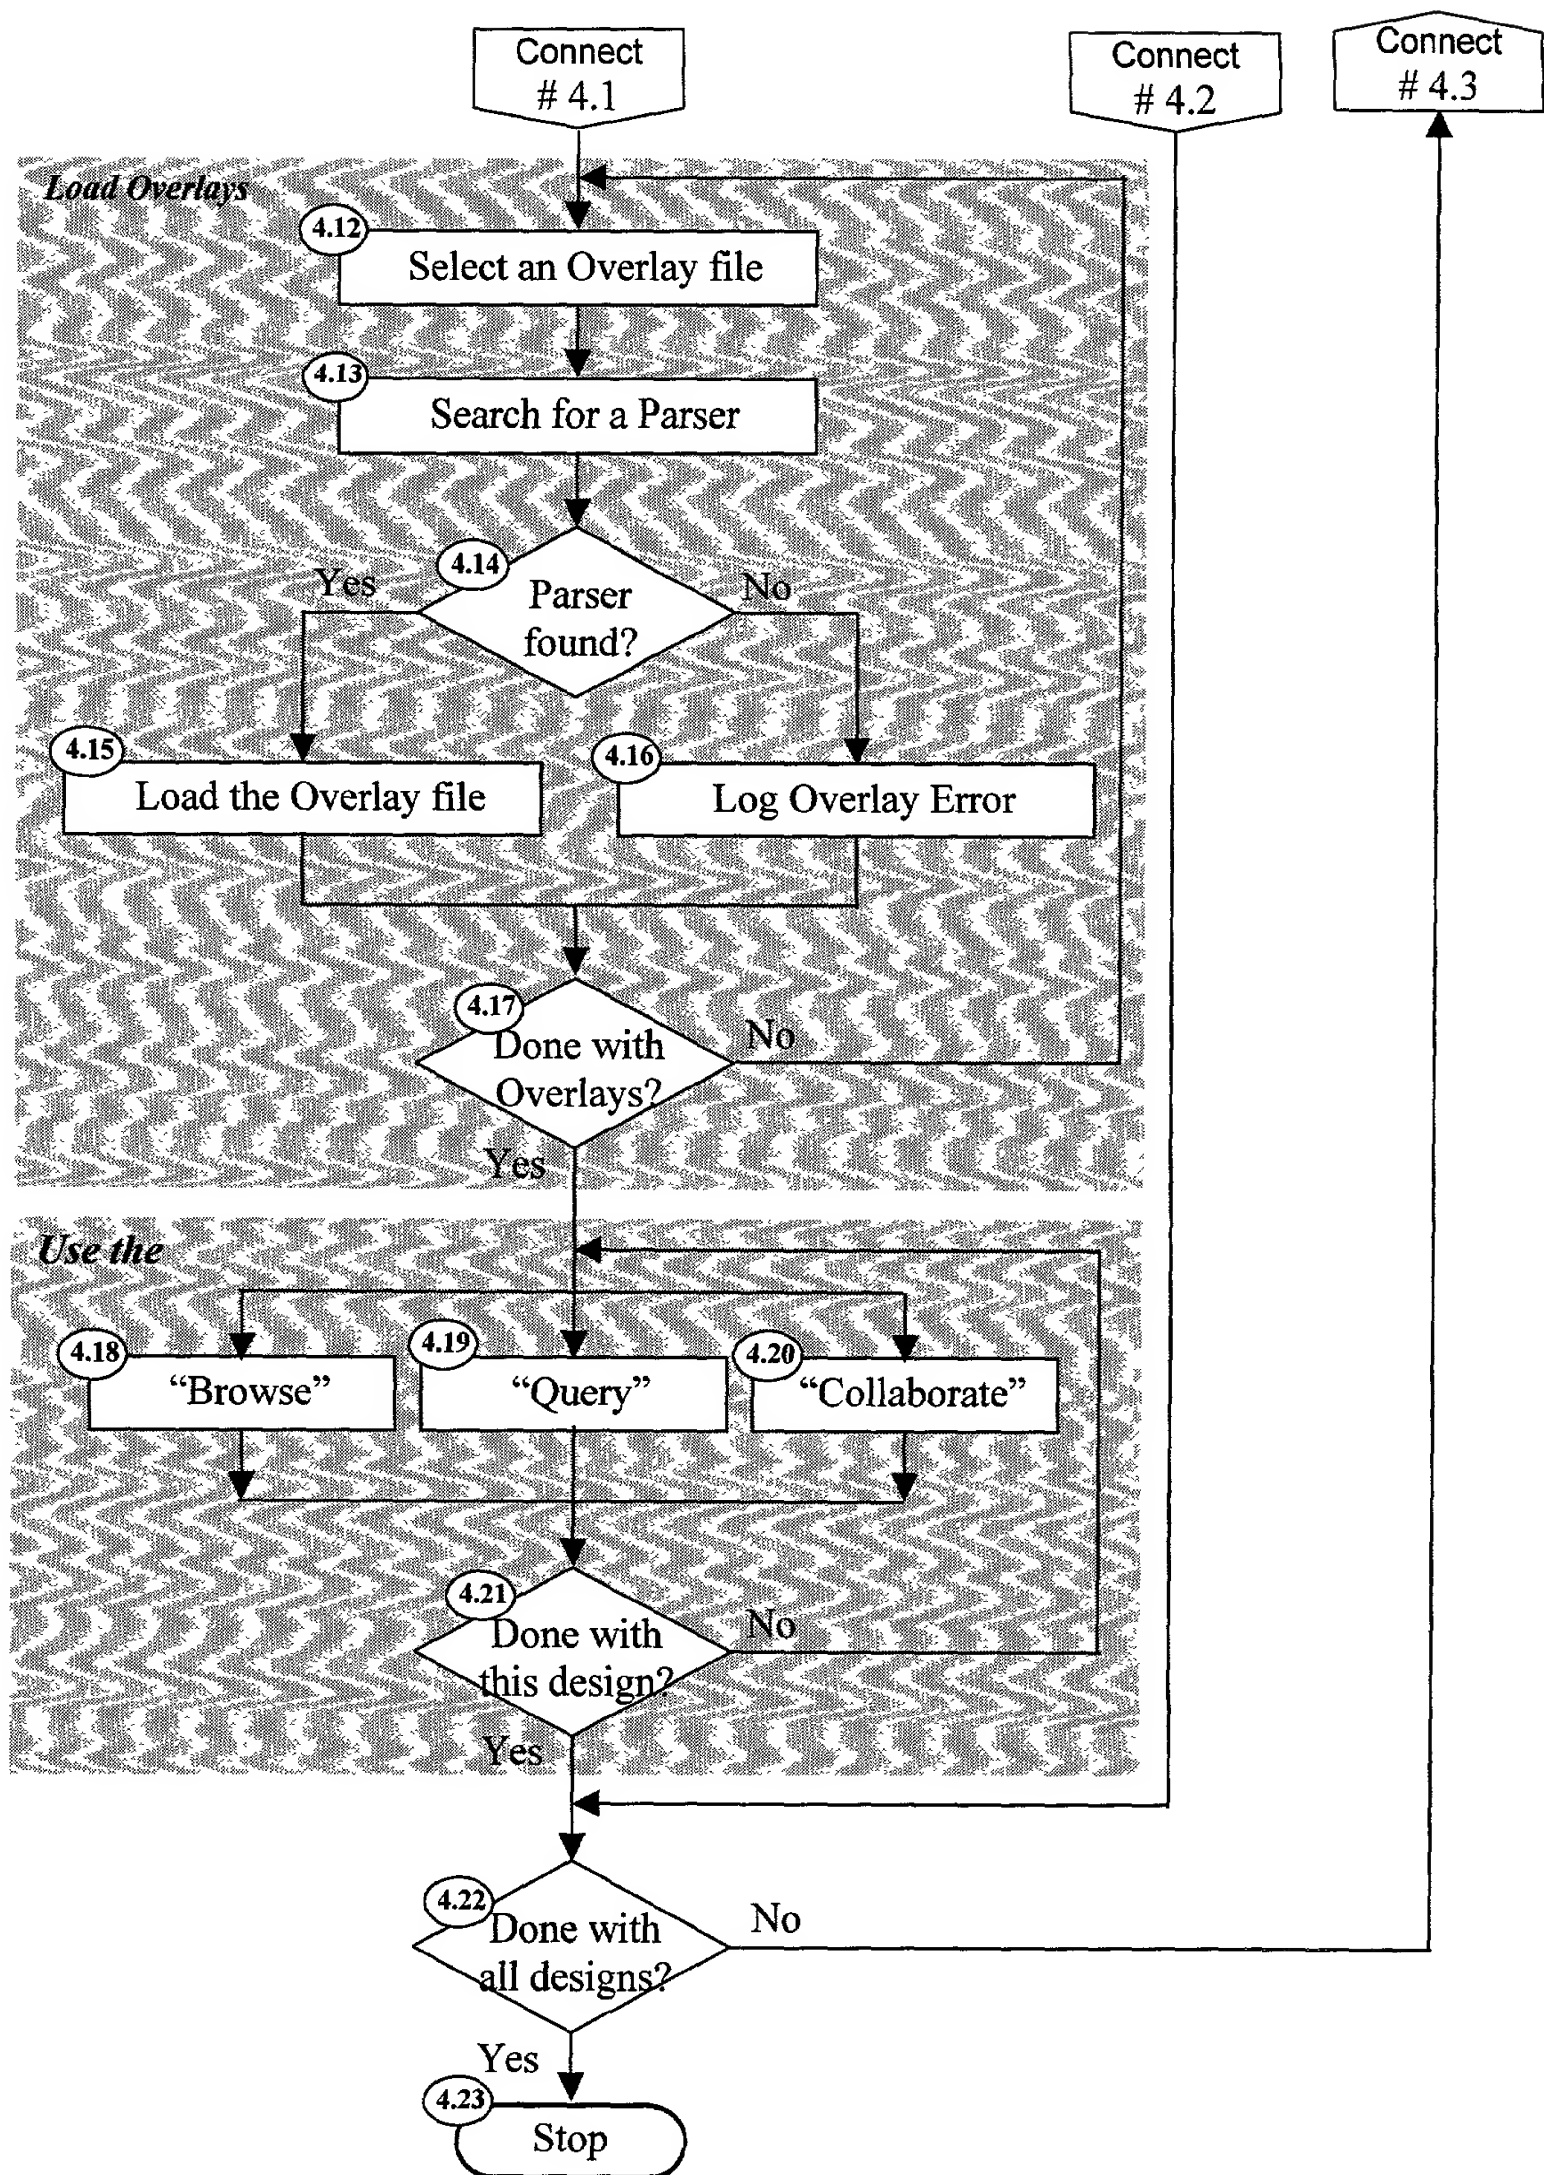 Connect
# 4.1
Connect
# 4.2
Connect
# 4.3
Load Overlays
4.12
Select an Overlay file
4.13
Search for a Parser
4.14
Yes
Parser
found?
No
4.15
Load the Overlay file
4.16
Log Overlay Error
4.17
Done with
Overlays?
No
Yes
Use the
4.18
“Browse”
4.19
“Query”
4.20
“Collaborate”
4.21
Done with
this design?
No
Yes
4.22
Done with
all designs?
No
Yes
4.23
Stop